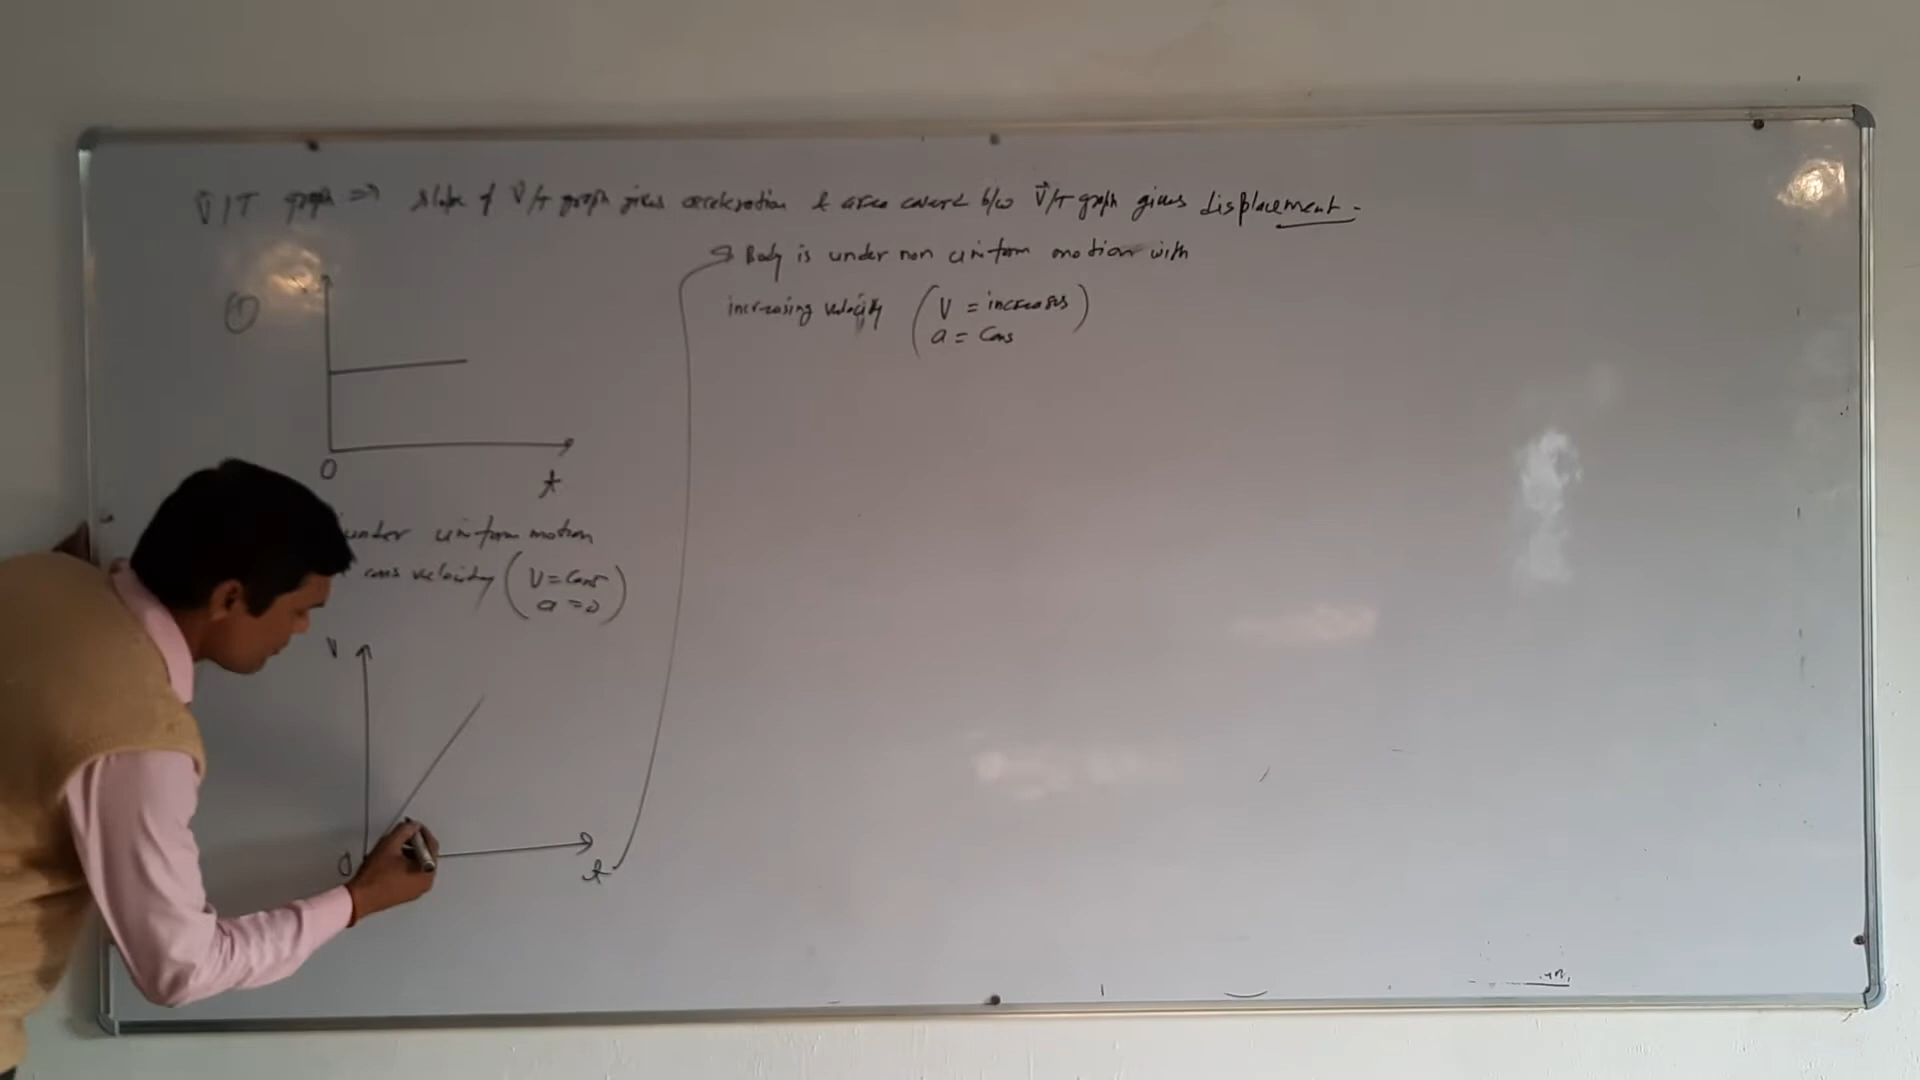 V/T graph ⇒ slope of V⃗/T graph gives acceleration & area covered b/w V⃗/T graph gives displacement.
①
O
t
under uniform motion
cons velocity (V = Cons
a = 0)
V
O
t
→ Body is under non uniform motion with
increasing velocity (V = increases)
a = Cons